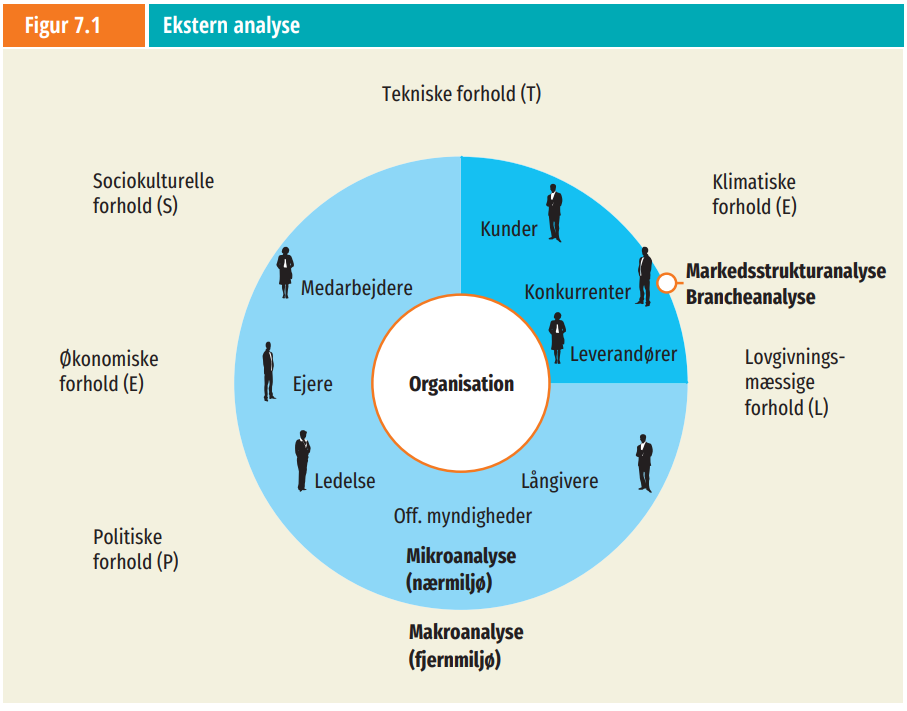 Figur 7.1
Ekstern analyse
Tekniske forhold (T)
Sociokulturelle
forhold (S)
Klimatiske
forhold (E)
Kunder
Markedsstrukturanalyse
Brancheanalyse
Medarbejdere
Konkurrenter
Leverandører
Økonomiske
forhold (E)
Ejere
Organisation
Lovgivnings-
mæssige
forhold (L)
Ledelse
Långivere
Off. myndigheder
Politiske
forhold (P)
Mikroanalyse
(nærmiljø)
Makroanalyse
(fjernmiljø)